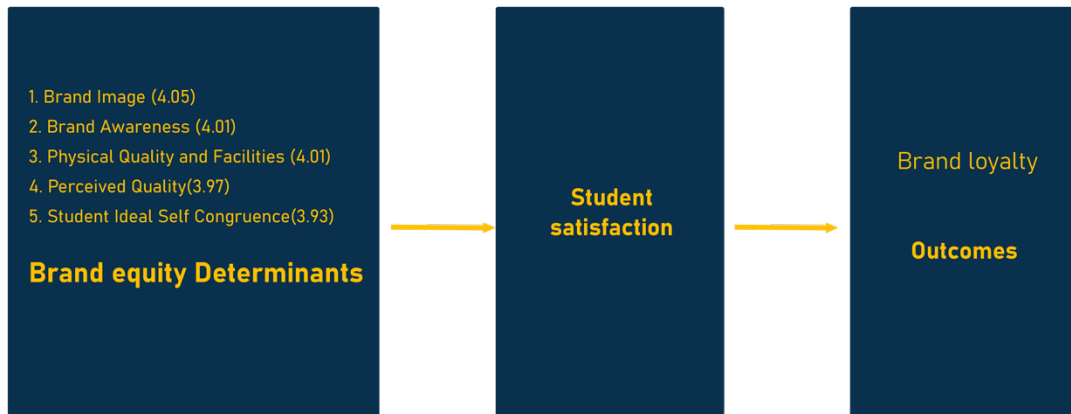 1. Brand Image (4.05)
2. Brand Awareness (4.01)
3. Physical Quality and Facilities (4.01)
4. Perceived Quality(3.97)
5. Student Ideal Self Congruence(3.93)
Brand equity Determinants
Student
satisfaction
Brand loyalty
Outcomes